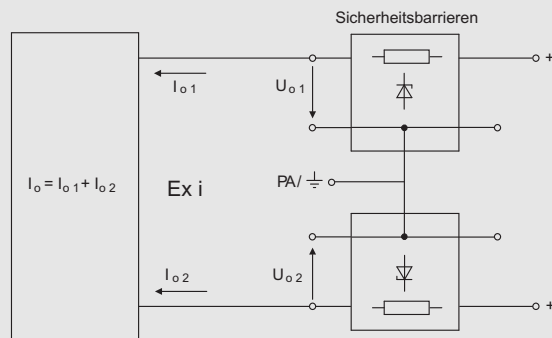 Sicherheitsbarrieren
+
I o 1
U o 1
I o = I o 1 + I o 2
Ex i
PA/
I o 2
U o 2
+